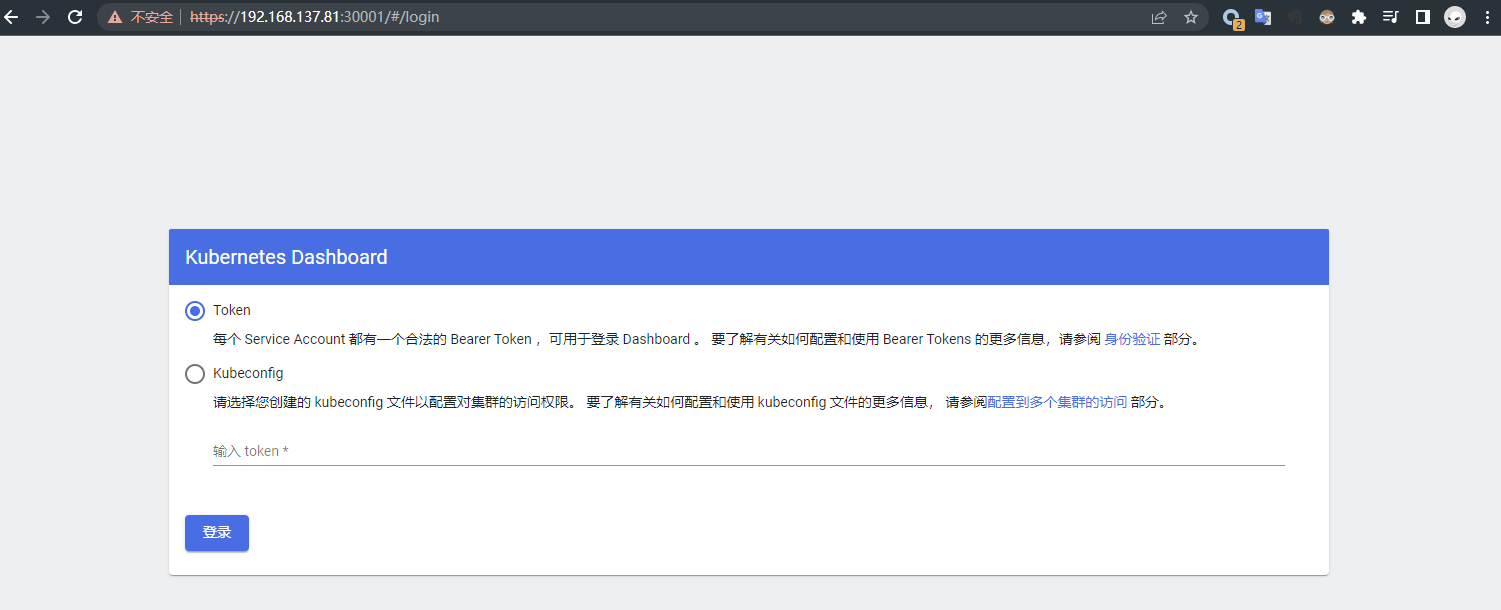 不安全 https://192.168.137.81:30001/#/login
2
Kubernetes Dashboard
Token
每个 Service Account 都有一个合法的 Bearer Token ，可用于登录 Dashboard 。 要了解有关如何配置和使用 Bearer Tokens 的更多信息，请参阅 身份验证 部分。
Kubeconfig
请选择您创建的 kubeconfig 文件以配置对集群的访问权限。 要了解有关如何配置和使用 kubeconfig 文件的更多信息， 请参阅配置到多个集群的访问 部分。
输入 token *
登录